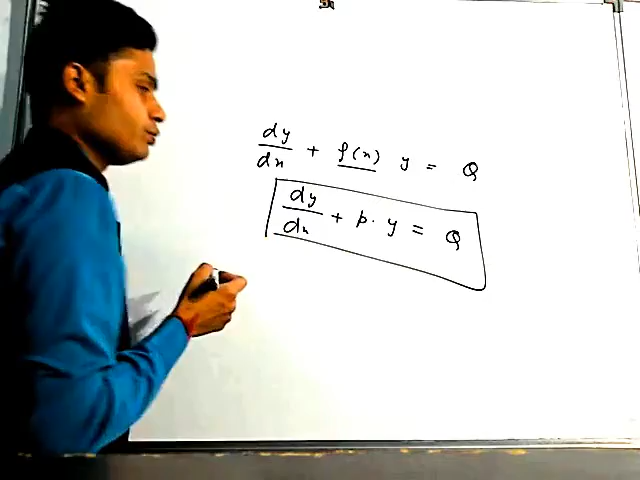 dy/dx + f(x) y = Q
dy/dx + p · y = Q